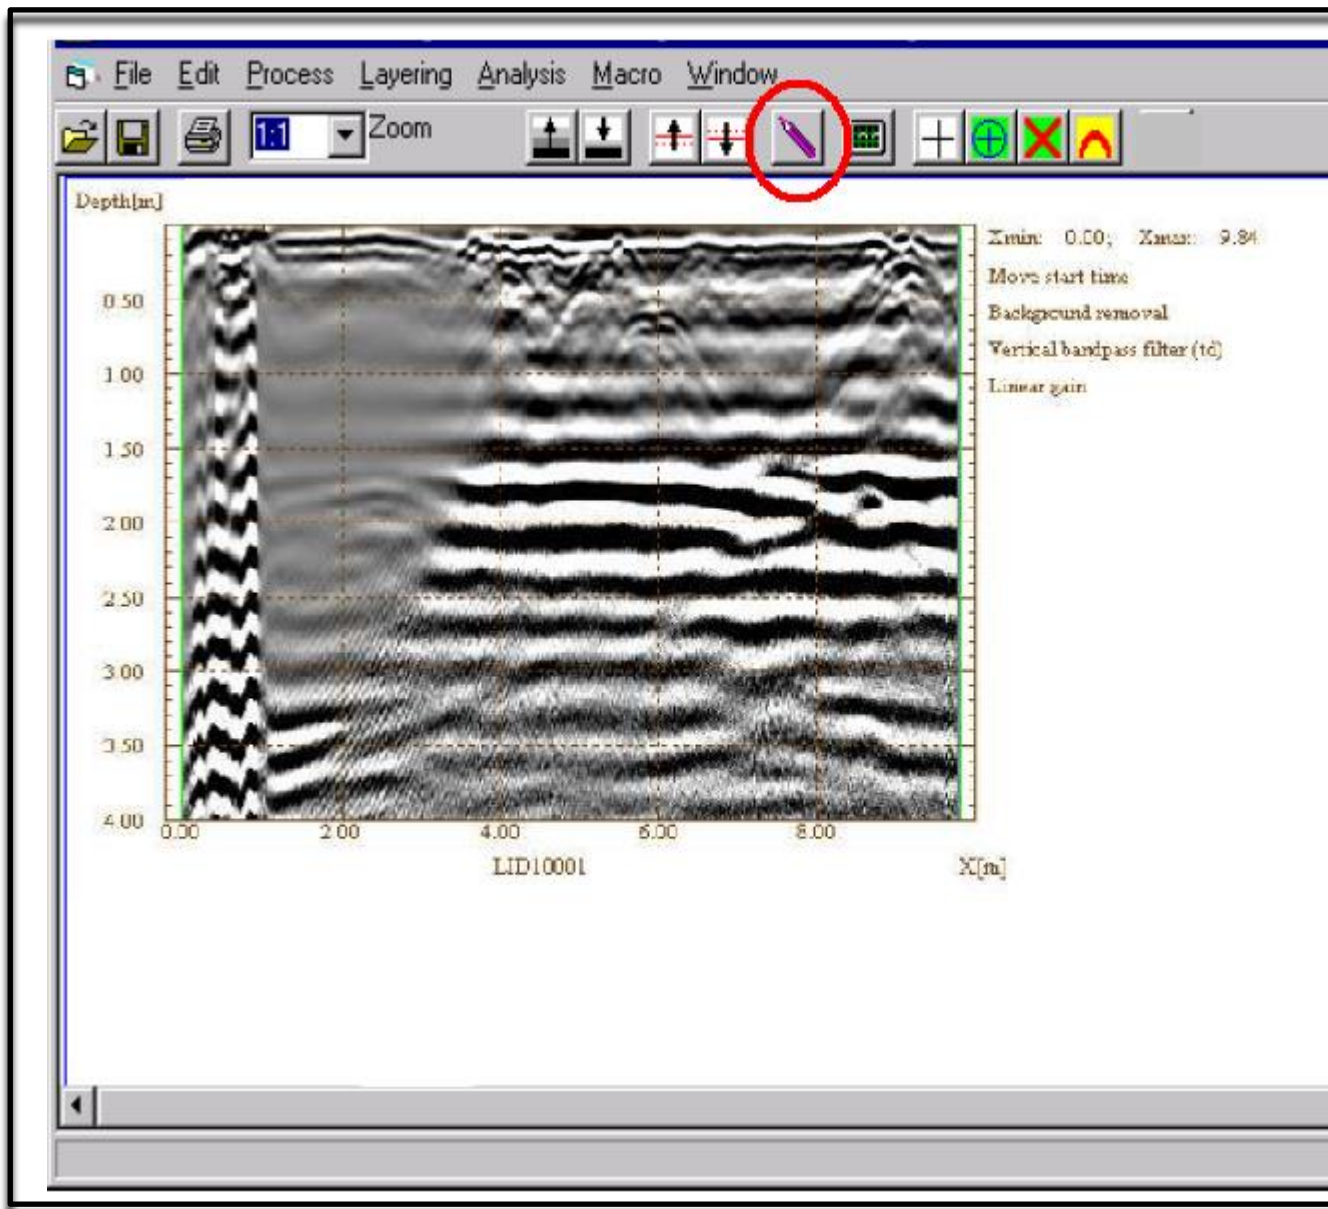 File Edit Process Layering Analysis Macro Window
1:1 Zoom
Depth[m]
Xmin: 0.00; Xmax: 9.84
Move start time
0.50
Background removal
Vertical bandpass filter (td)
1.00
Linear gain
1.50
2.00
2.50
3.00
3.50
4.00
0.00 2.00 4.00 6.00 8.00
LID10001 X[m]